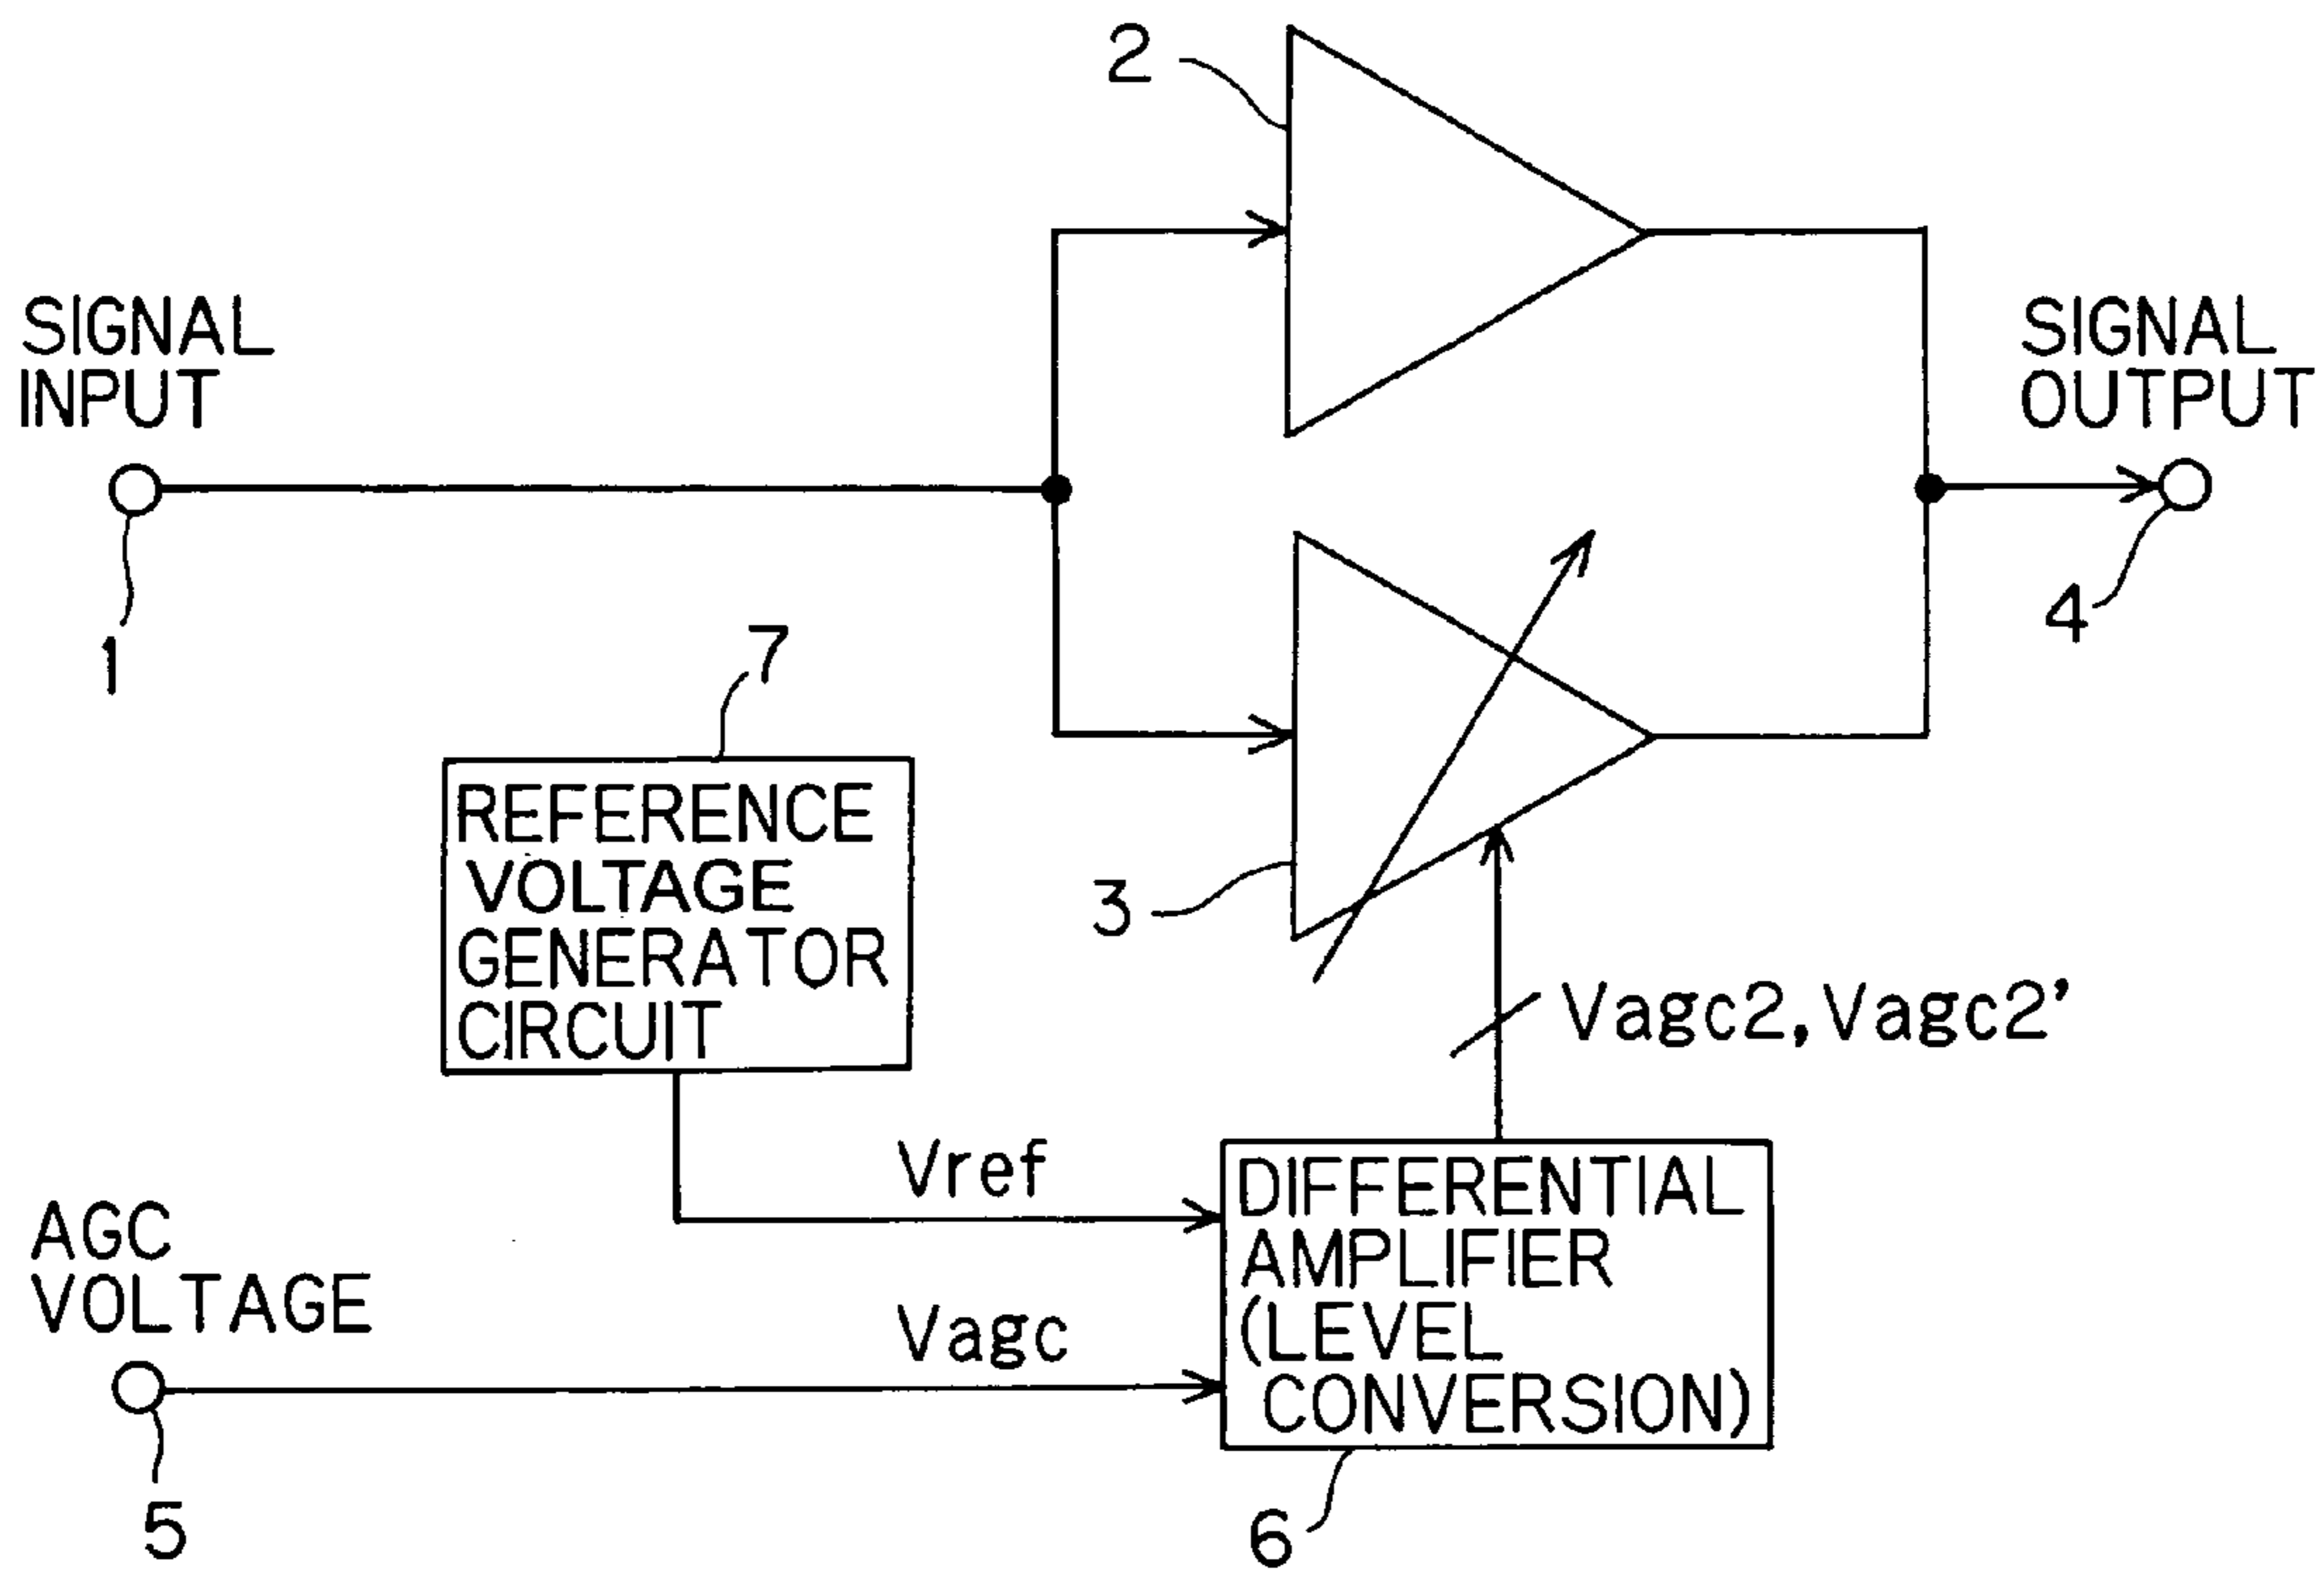 2
SIGNAL
INPUT
SIGNAL
OUTPUT
1
4
7
REFERENCE
VOLTAGE
GENERATOR
CIRCUIT
3
Vagc2,Vagc2'
Vref
DIFFERENTIAL
AMPLIFIER
(LEVEL
CONVERSION)
AGC
VOLTAGE
Vagc
5
6